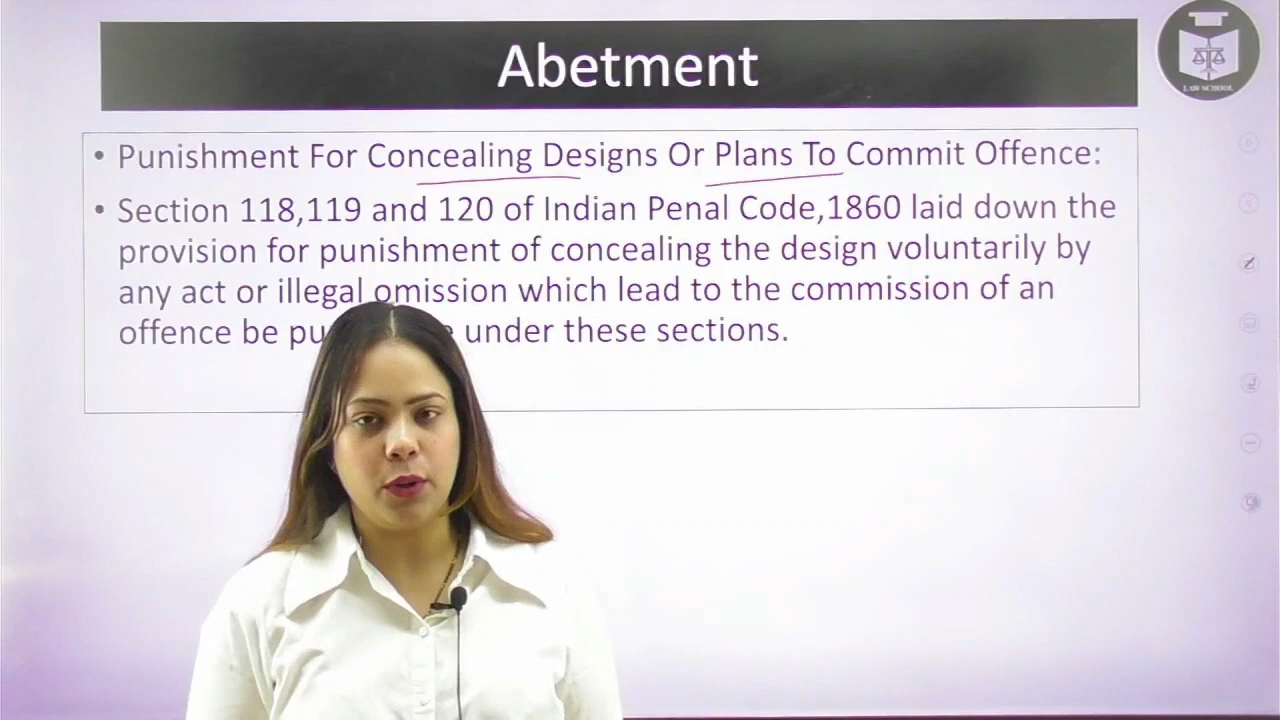 Abetment
LAW SCHOOL
• Punishment For Concealing Designs Or Plans To Commit Offence:
• Section 118,119 and 120 of Indian Penal Code,1860 laid down the
provision for punishment of concealing the design voluntarily by
any act or illegal omission which lead to the commission of an
offence be under these sections.